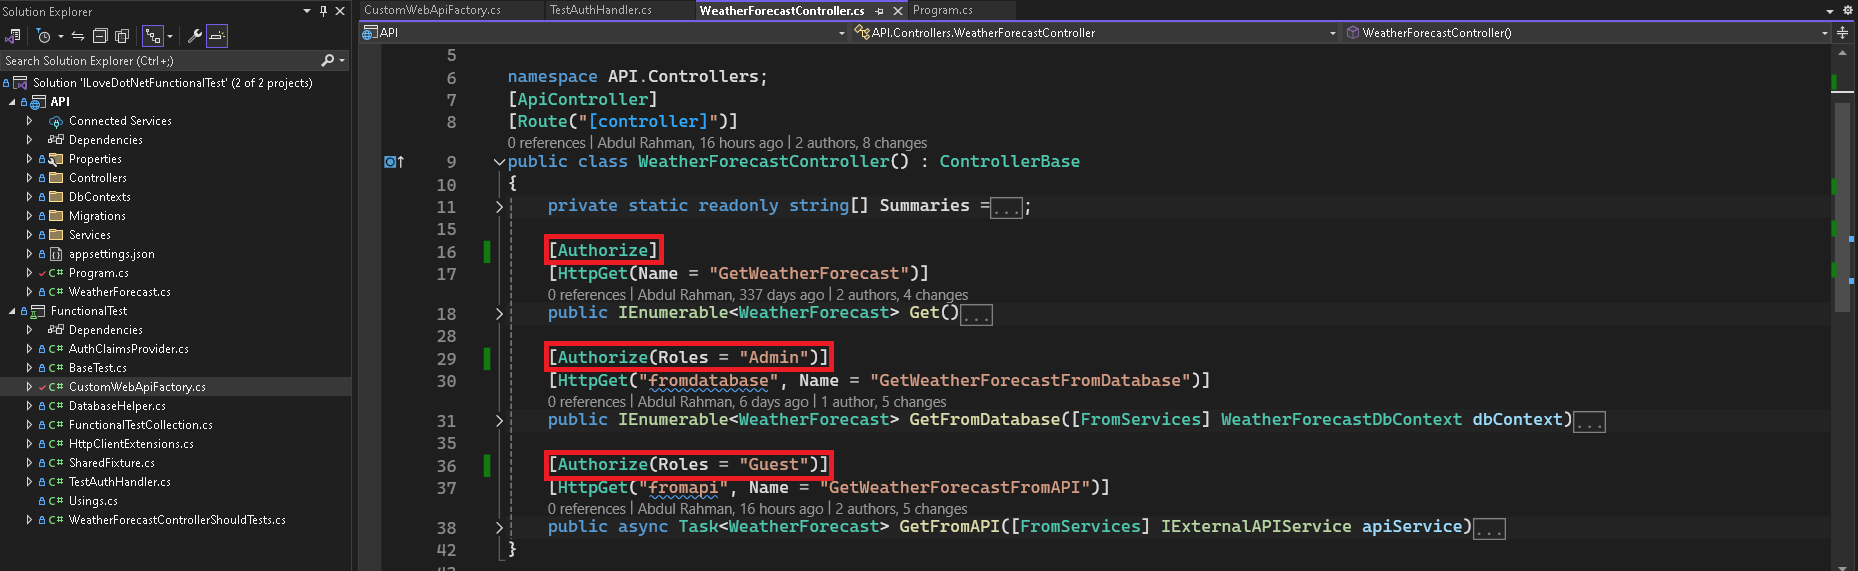 Solution Explorer
Search Solution Explorer (Ctrl+;)
Solution 'ILoveDotNetFunctionalTest' (2 of 2 projects)
API
Connected Services
Dependencies
Properties
Controllers
DbContexts
Migrations
Services
appsettings.json
C# Program.cs
C# WeatherForecast.cs
FunctionalTest
Dependencies
C# AuthClaimsProvider.cs
C# BaseTest.cs
C# CustomWebApiFactory.cs
C# DatabaseHelper.cs
C# FunctionalTestCollection.cs
C# HttpClientExtensions.cs
C# SharedFixture.cs
C# TestAuthHandler.cs
C# Usings.cs
C# WeatherForecastControllerShouldTests.cs
CustomWebApiFactory.cs TestAuthHandler.cs WeatherForecastController.cs Program.cs
API API.Controllers.WeatherForecastController WeatherForecastController()
5
6 namespace API.Controllers;
7 [ApiController]
8 [Route("[controller]")]
0 references | Abdul Rahman, 16 hours ago | 2 authors, 8 changes
9 public class WeatherForecastController() : ControllerBase
10 {
11 private static readonly string[] Summaries =...;
15
16 [Authorize]
17 [HttpGet(Name = "GetWeatherForecast")]
0 references | Abdul Rahman, 337 days ago | 2 authors, 4 changes
18 public IEnumerable<WeatherForecast> Get()...
28
29 [Authorize(Roles = "Admin")]
30 [HttpGet("fromdatabase", Name = "GetWeatherForecastFromDatabase")]
0 references | Abdul Rahman, 6 days ago | 1 author, 5 changes
31 public IEnumerable<WeatherForecast> GetFromDatabase([FromServices] WeatherForecastDbContext dbContext)...
35
36 [Authorize(Roles = "Guest")]
37 [HttpGet("fromapi", Name = "GetWeatherForecastFromAPI")]
0 references | Abdul Rahman, 16 hours ago | 2 authors, 5 changes
38 public async Task<WeatherForecast> GetFromAPI([FromServices] IExternalAPIService apiService)...
42 }